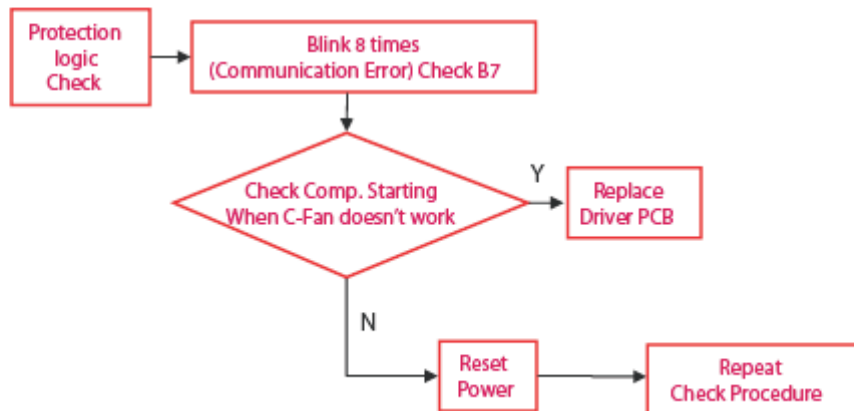 Protection
logic
Check
Blink 8 times
(Communication Error) Check B7
Check Comp. Starting
When C-Fan doesn't work
Y
Replace
Driver PCB
N
Reset
Power
Repeat
Check Procedure